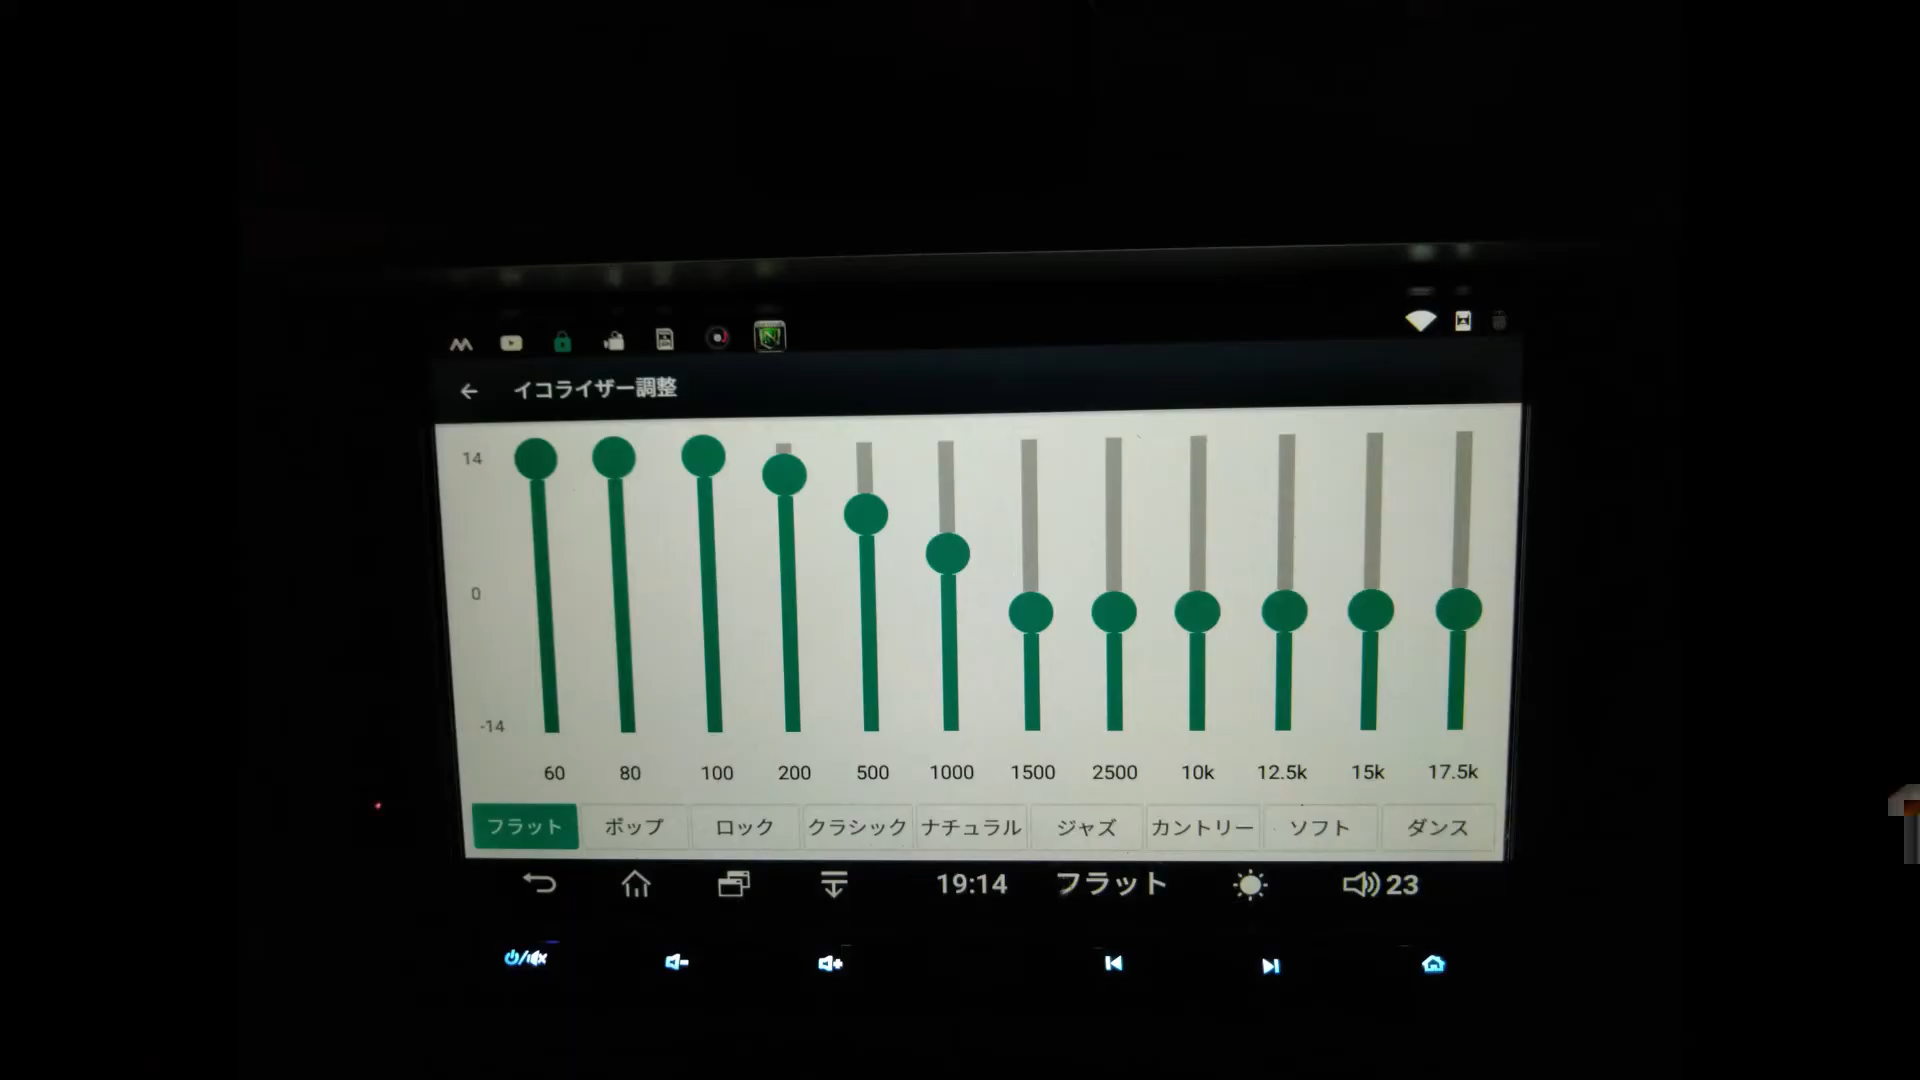 イコライザー調整
14
0
-14
60 80 100 200 500 1000 1500 2500 10k 12.5k 15k 17.5k
フラット ポップ ロック クラシック ナチュラル ジャズ カントリー ソフト ダンス
19:14 フラット 23